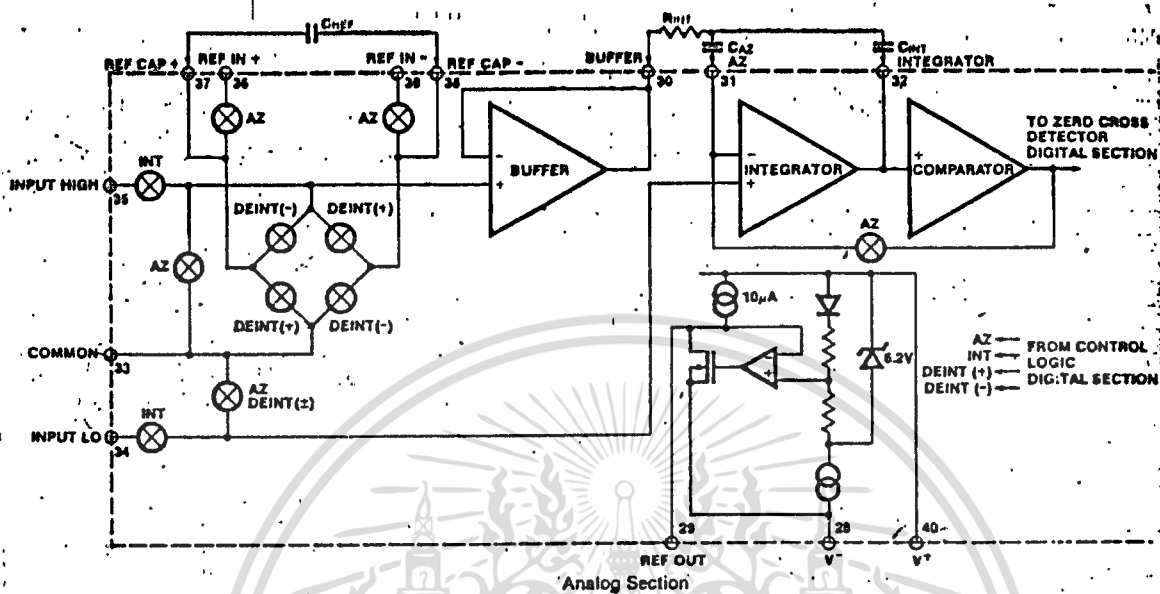 CREF
RINT
CAZ
CINT
REF CAP +
REF IN +
REF IN -
REF CAP -
BUFFER
AZ
INTEGRATOR
37
36
38
30
31
32
AZ
AZ
TO ZERO CROSS
DETECTOR
DIGITAL SECTION
INT
-
+
BUFFER
-
+
INTEGRATOR
+
COMPARATOR
INPUT HIGH
35
DEINT(-)
DEINT(+)
AZ
AZ
10µA
DEINT(+)
DEINT(-)
COMMON
33
-
+
6.2V
AZ
INT
DEINT (+)
DEINT (-)
FROM CONTROL
LOGIC
DIGITAL SECTION
AZ
DEINT(±)
INT
INPUT LO
34
29
28
40
REF OUT
V-
V+
Analog Section